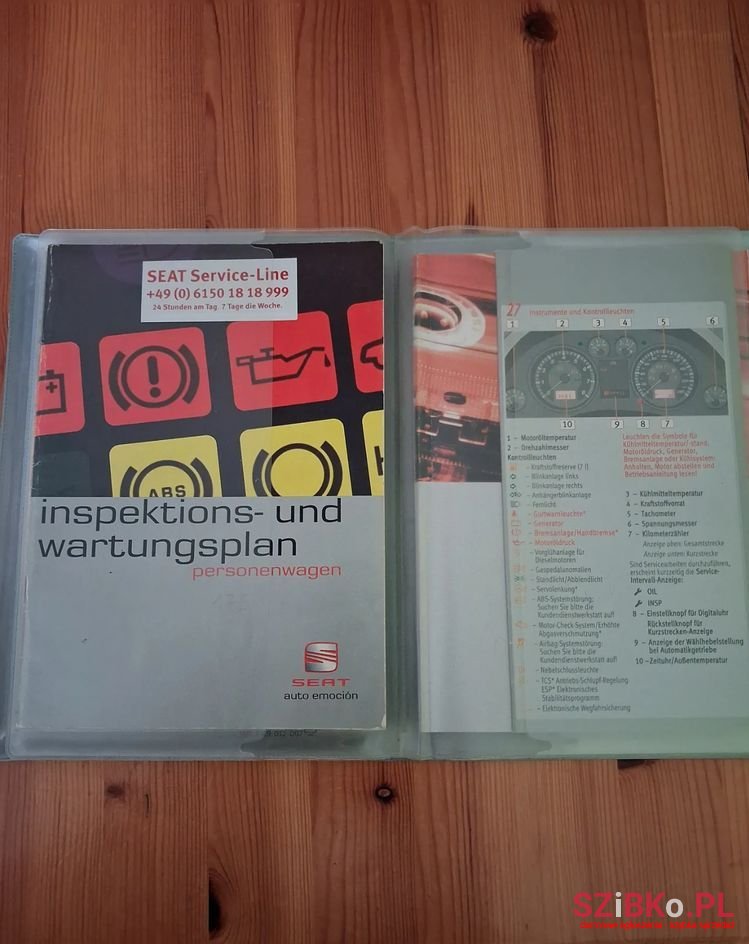 SEAT Service-Line
+49 (0) 6150 18 18 999
24 Stunden am Tag. 7 Tage die Woche.
ABS
inspektions- und
wartungsplan
personenwagen
SEAT
auto emoción
27 Instrumente und Kontrollleuchten
1 2 3 4 5 6
10 9 8 7
1 – Motoröltemperatur
2 – Drehzahlmesser
Kontrollleuchten
– Kraftstoffreserve (7 l)
– Blinkanlage links
– Blinkanlage rechts
– Anhängerblinkanlage
– Fernlicht
– Gurtwarnleuchte*
– Generator
– Bremsanlage/Handbremse*
– Motoröldruck
– Vorglühanlage für
Dieselmotoren
– Gaspedalanomalien
– Standlicht/Abblendlicht
– Servolenkung*
– ABS-Systemstörung:
Suchen Sie bitte die
Kundendienstwerkstatt auf!
– Motor-Check-System/Erhöhte
Abgasverschmutzung*
– Airbag Systemstörung:
Suchen Sie bitte die
Kundendienstwerkstatt auf!
– Nebelschlussleuchte
– TCS* Antriebs-Schlupf-Regelung
ESP* Elektronisches
Stabilitätsprogramm
– Elektronische Wegfahrsicherung
Leuchten die Symbole für
Kühlmitteltemperatur/-stand,
Motoröldruck, Generator,
Bremsanlage oder Kühlsystem:
Anhalten, Motor abstellen und
Betriebsanleitung lesen!
3 – Kühlmitteltemperatur
4 – Kraftstoffvorrat
5 – Tachometer
6 – Spannungsmesser
7 – Kilometerzähler
Anzeige oben: Gesamtstrecke
Anzeige unten: Kurzstrecke
Sind Servicearbeiten durchzuführen,
erscheint kurzzeitig die Service-
Intervall-Anzeige:
OIL
INSP
8 – Einstellknopf für Digitaluhr
Rückstellknopf für
Kurzstrecken-Anzeige
9 – Anzeige der Wählhebelstellung
bei Automatikgetriebe
10 – Zeituhr/Außentemperatur
SZiBKo.PL